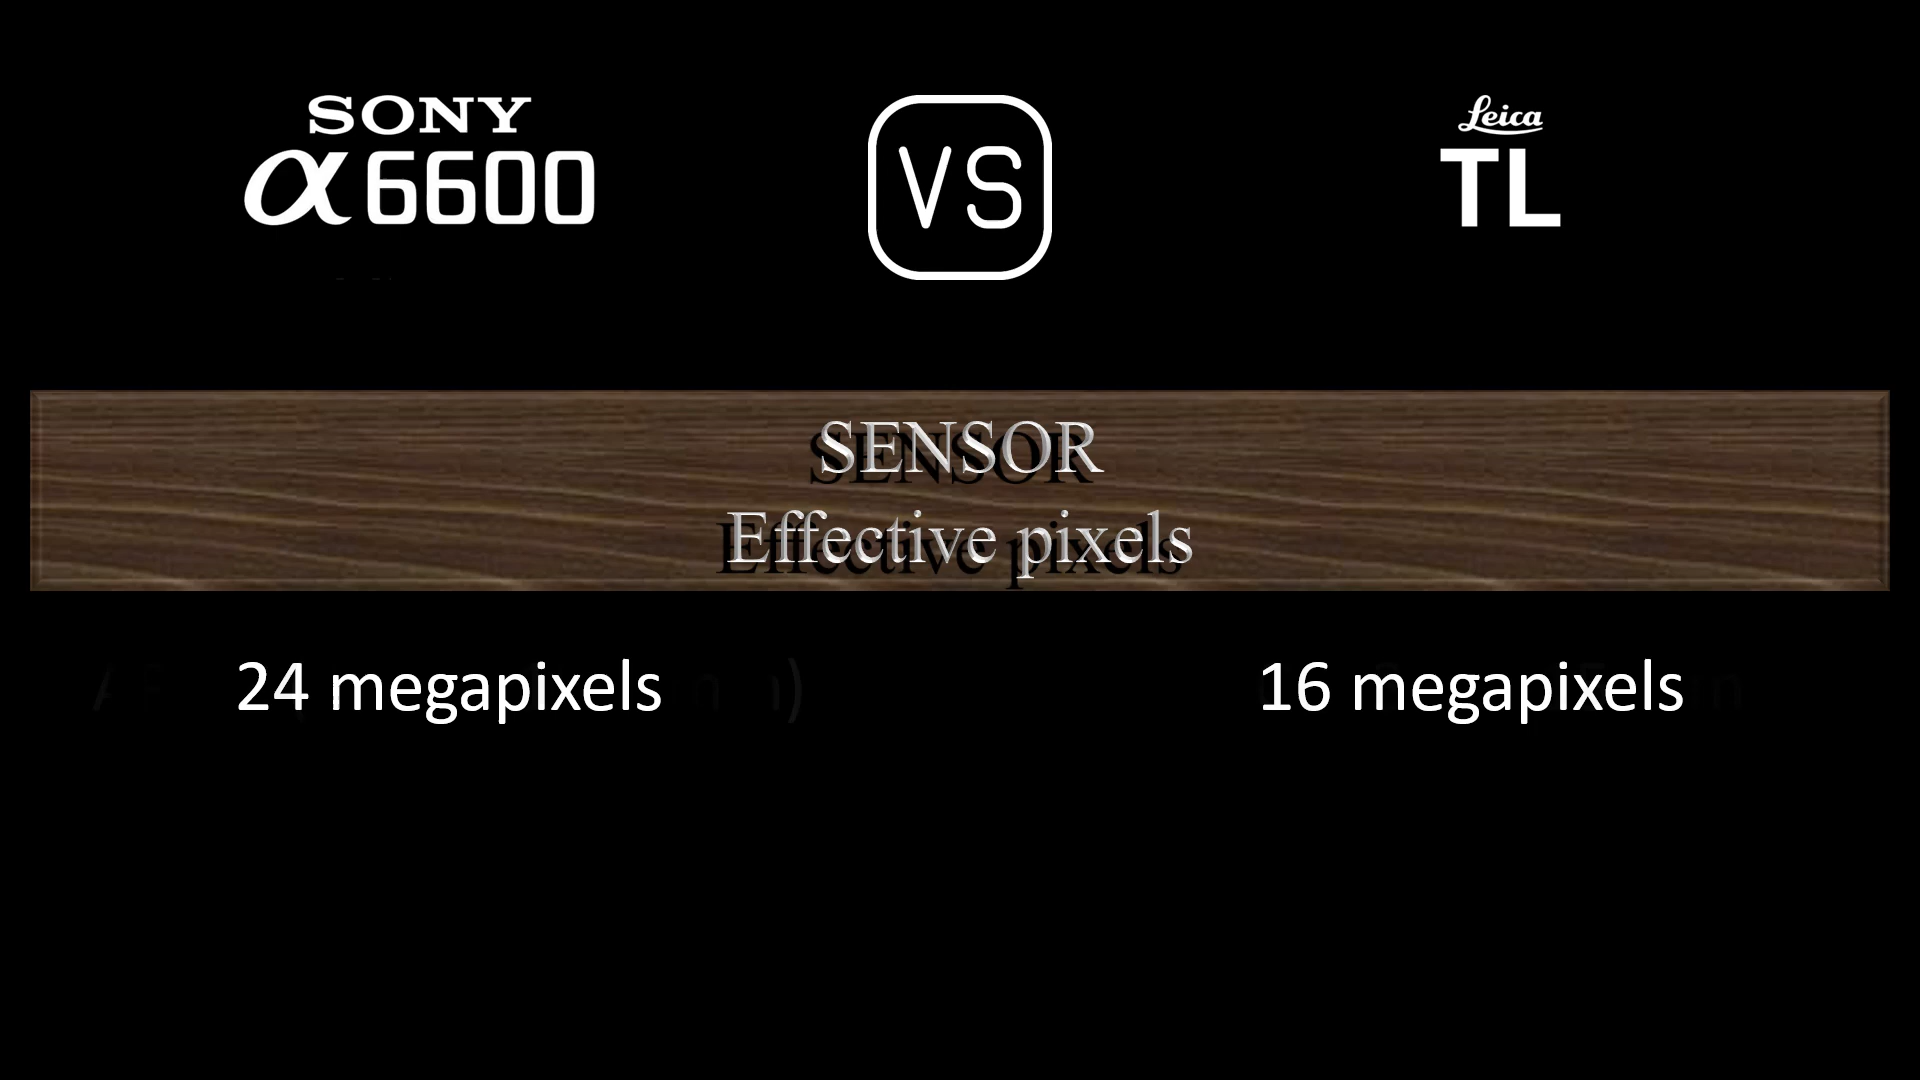 SONY
α6600
VS
Leica
TL
SENSOR
Effective pixels
24 megapixels
16 megapixels